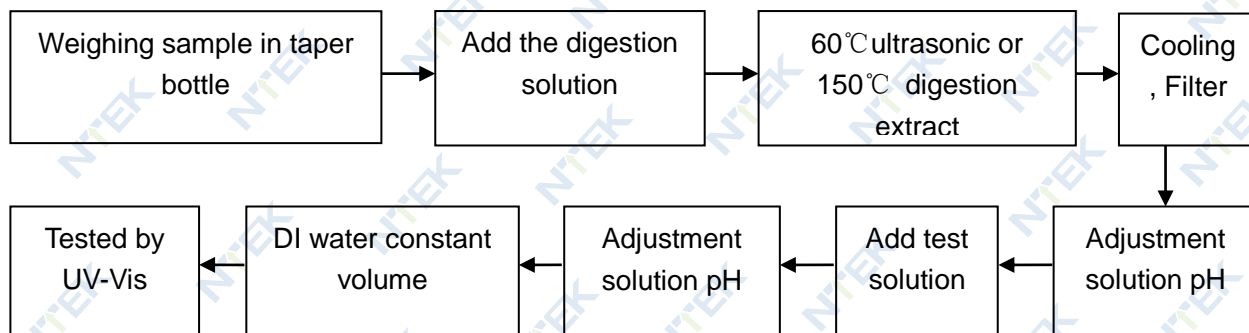 Weighing sample in taper
bottle
Add the digestion
solution
60℃ultrasonic or
150℃ digestion
extract
Cooling
, Filter
Adjustment
solution pH
Add test
solution
Adjustment
solution pH
DI water constant
volume
Tested by
UV-Vis
NTEK